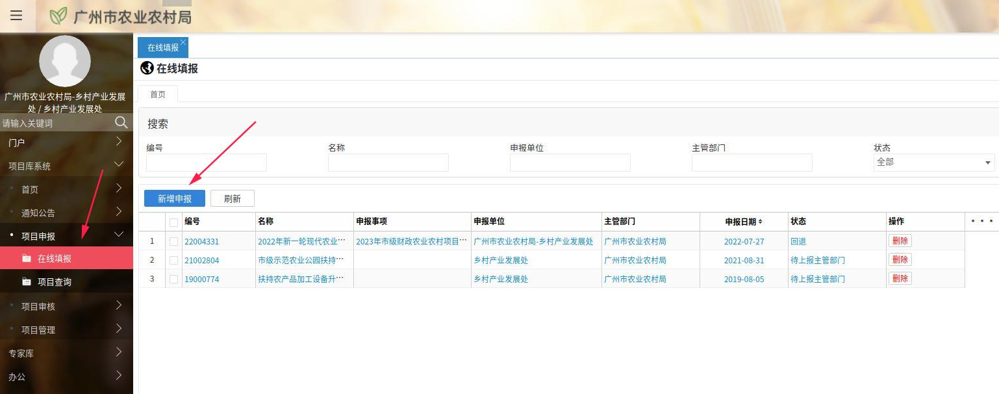 广州市农业农村局
广州市农业农村局-乡村产业发展
处 / 乡村产业发展处
请输入关键词
门户
项目库系统
首页
通知公告
项目申报
在线填报
项目查询
项目审核
项目管理
专家库
办公
在线填报
在线填报
首页
搜索
编号 名称 申报单位 主管部门 状态
全部
新增申报 刷新
编号 名称 申报事项 申报单位 主管部门 申报日期 状态 操作
1 22004331 2022年新一轮现代农业··· 2023年市级财政农业农村项目··· 广州市农业农村局-乡村产业发展处 广州市农业农村局 2022-07-27 回退 删除
2 21002804 市级示范农业公园扶持··· 乡村产业发展处 广州市农业农村局 2021-08-31 待上报主管部门 删除
3 19000774 扶持农产品加工设备升··· 乡村产业发展处 广州市农业农村局 2019-08-05 待上报主管部门 删除